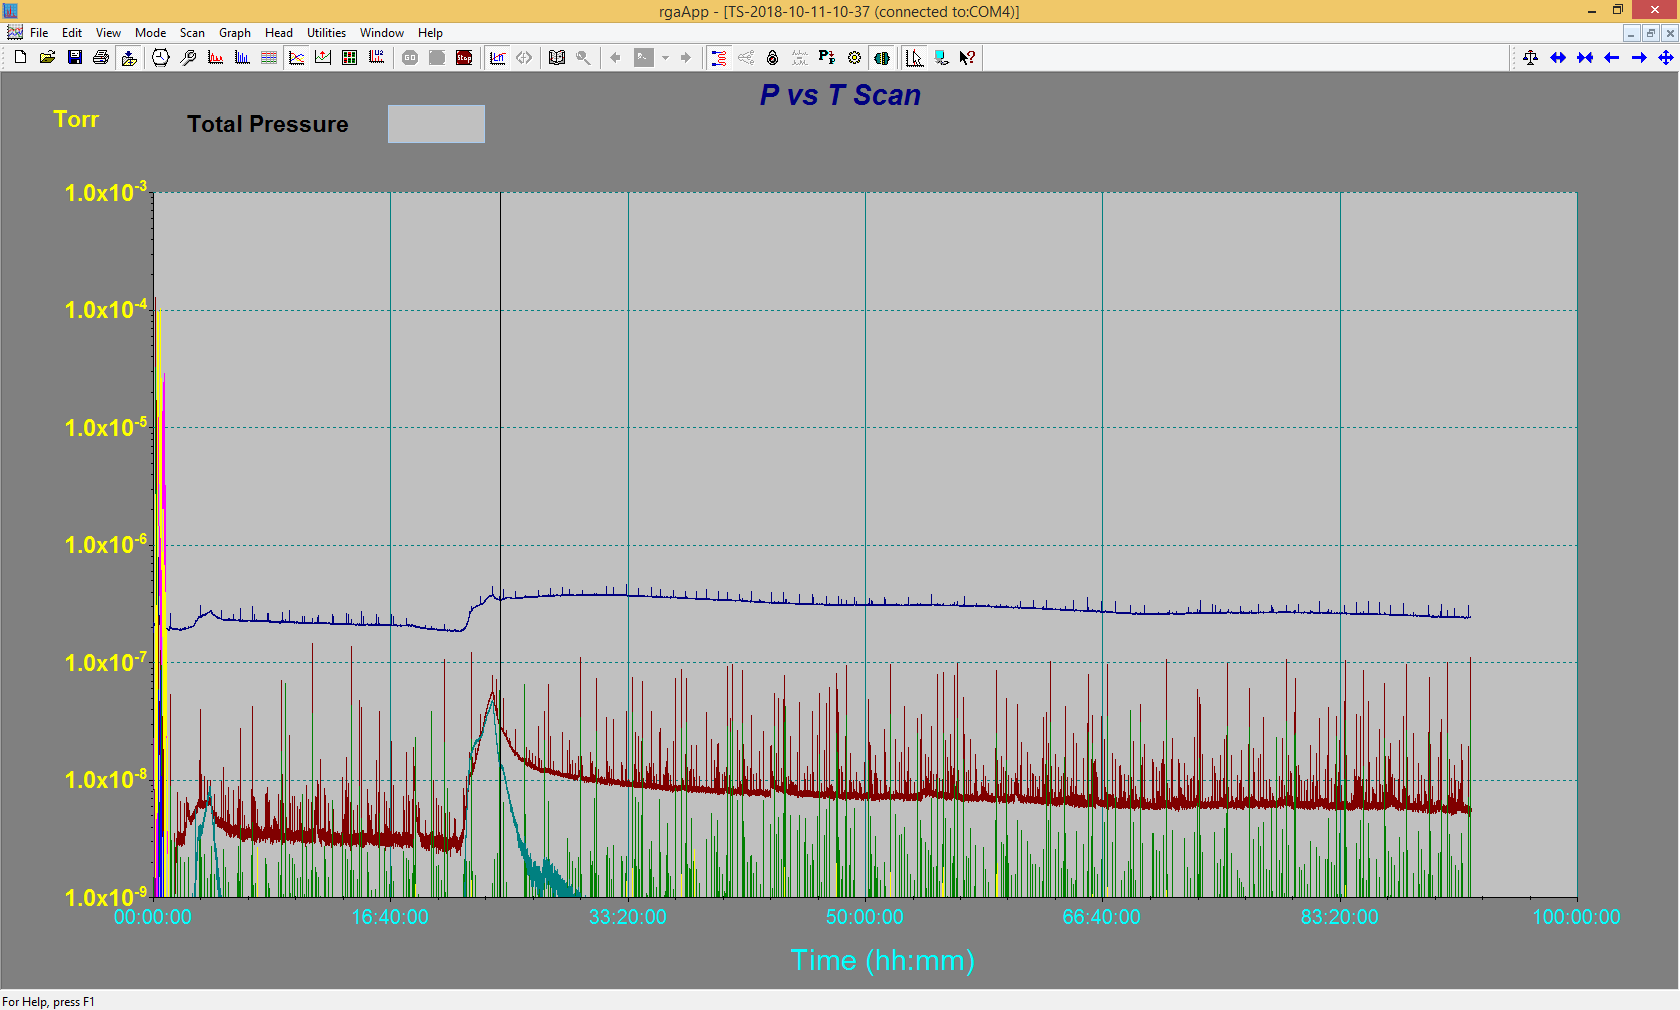 rgaApp - [TS-2018-10-11-10-37 (connected to:COM4)]
File Edit View Mode Scan Graph Head Utilities Window Help
GO Stop
P vs T Scan
Torr
Total Pressure
1.0x10-3
1.0x10-4
1.0x10-5
1.0x10-6
1.0x10-7
1.0x10-8
1.0x10-9
00:00:00 16:40:00 33:20:00 50:00:00 66:40:00 83:20:00 100:00:00
Time (hh:mm)
For Help, press F1